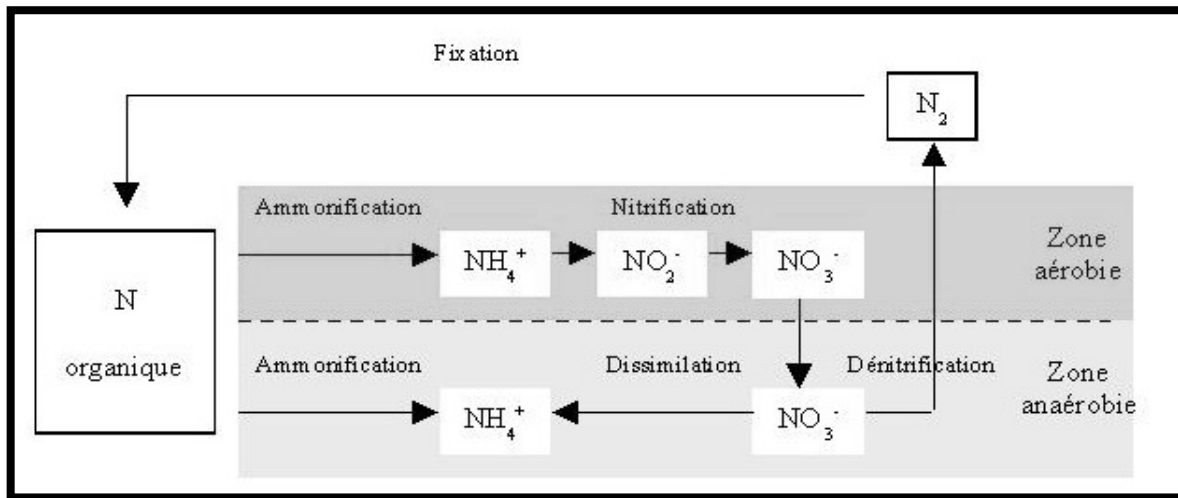 Fixation
N₂
Ammonification
Nitrification
NH₄⁺
NO₂⁻
NO₃⁻
Zone
aérobie
N
organique
Ammonification
Dissimilation
Dénitrification
Zone
anaérobie
NH₄⁺
NO₃⁻